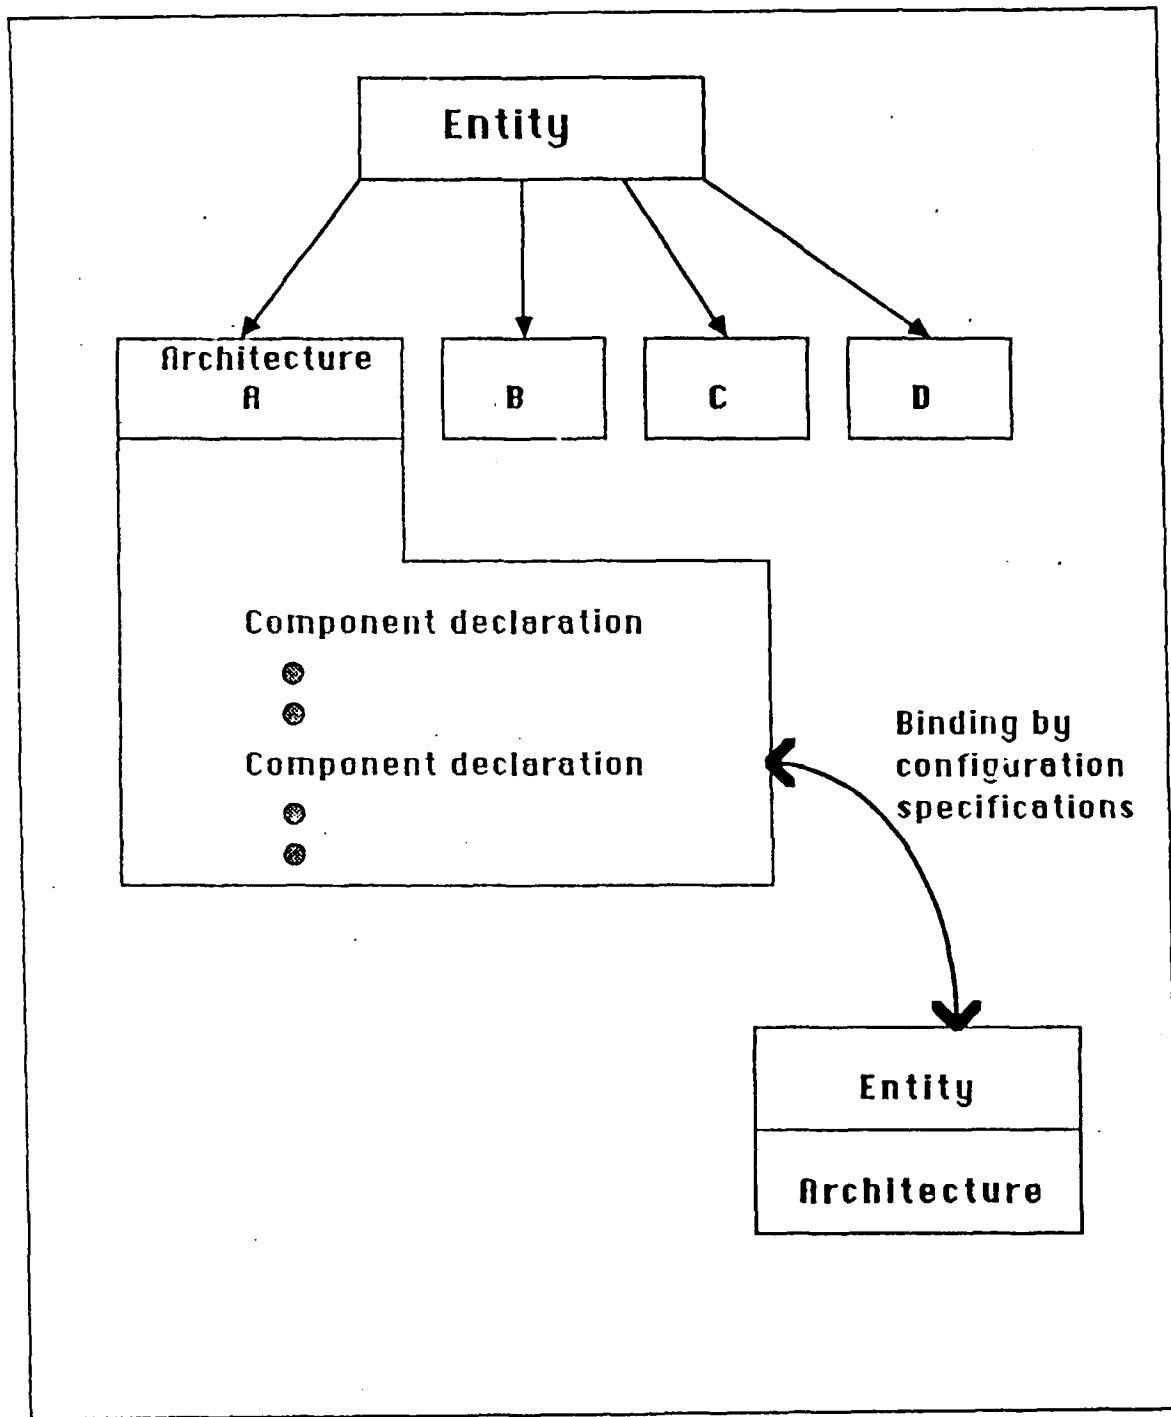 Entity
Architecture
A
B
C
D
Component declaration
Component declaration
Binding by
configuration
specifications
Entity
Architecture